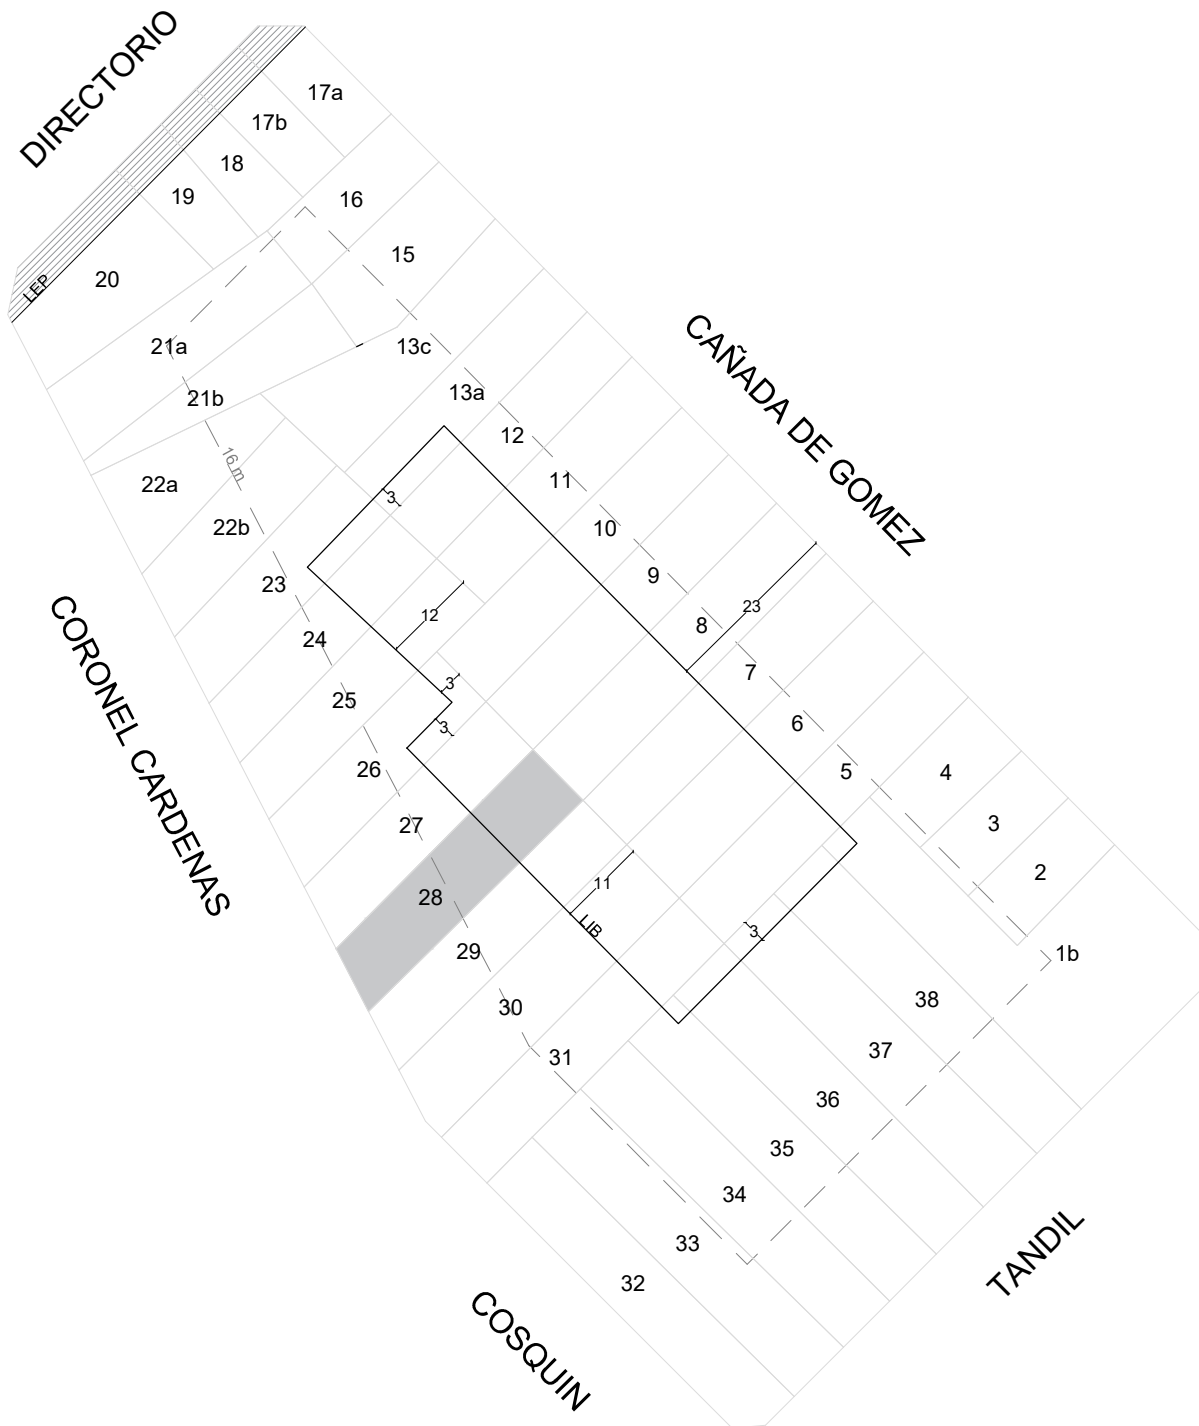 DIRECTORIO
17a
17b
18
19
16
15
20
LEP
21a
21b
13c
13a
12
11
10
9
8
7
6
5
4
3
2
1b
CAÑADA DE GOMEZ
16 m
22a
22b
23
24
25
26
27
28
29
30
31
3
12
3
3
23
11
LIB
3
38
37
36
35
34
33
32
CORONEL CARDENAS
TANDIL
COSQUIN